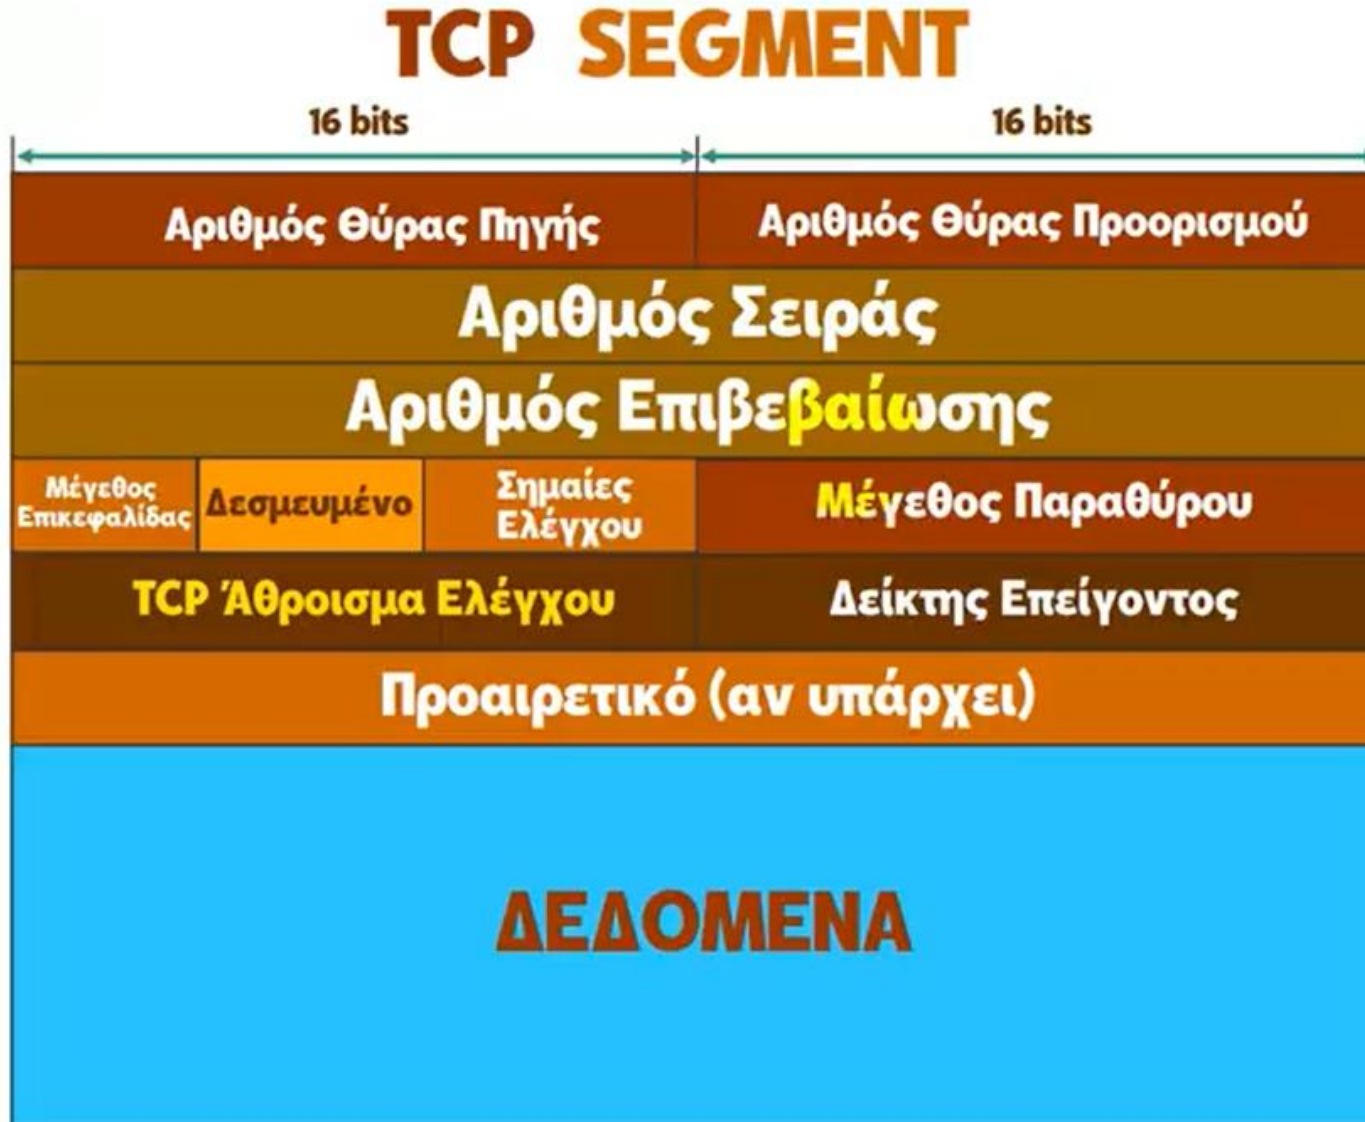 TCP SEGMENT
16 bits 16 bits
Αριθμός Θύρας Πηγής Αριθμός Θύρας Προορισμού
Αριθμός Σειράς
Αριθμός Επιβεβαίωσης
Μέγεθος
Επικεφαλίδας
Δεσμευμένο
Σημαίες
Ελέγχου
Μέγεθος Παραθύρου
TCP Άθροισμα Ελέγχου Δείκτης Επείγοντος
Προαιρετικό (αν υπάρχει)
ΔΕΔΟΜΕΝΑ